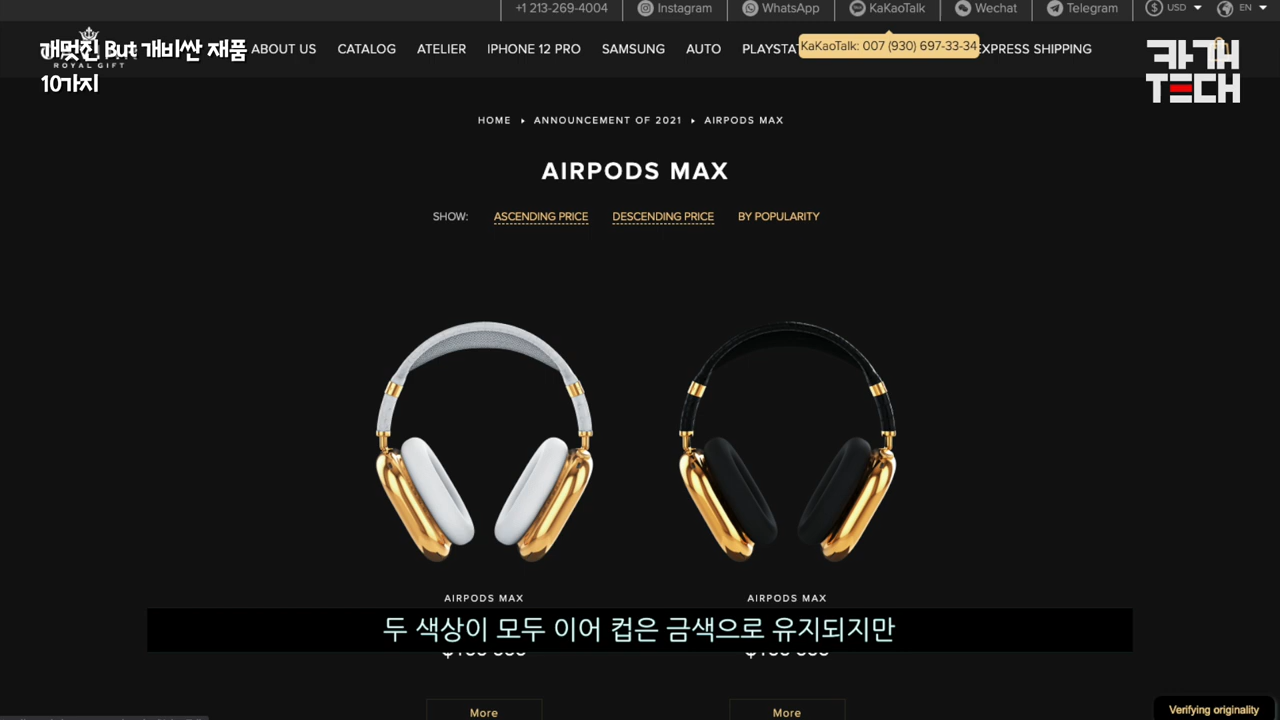 +1 213-269-4004 Instagram WhatsApp KaKaoTalk Wechat Telegram $ USD EN
개멋진 But 개비싼 재품
10가지
ROYAL GIFT
ABOUT US CATALOG ATELIER IPHONE 12 PRO SAMSUNG AUTO
KaKaoTalk: 007 (930) 697-33-34
EXPRESS SHIPPING
카개
TECH
HOME ▸ ANNOUNCEMENT OF 2021 ▸ AIRPODS MAX
AIRPODS MAX
SHOW: ASCENDING PRICE DESCENDING PRICE BY POPULARITY
AIRPODS MAX AIRPODS MAX
두 색상이 모두 이어 컵은 금색으로 유지되지만
More More
Verifying originality